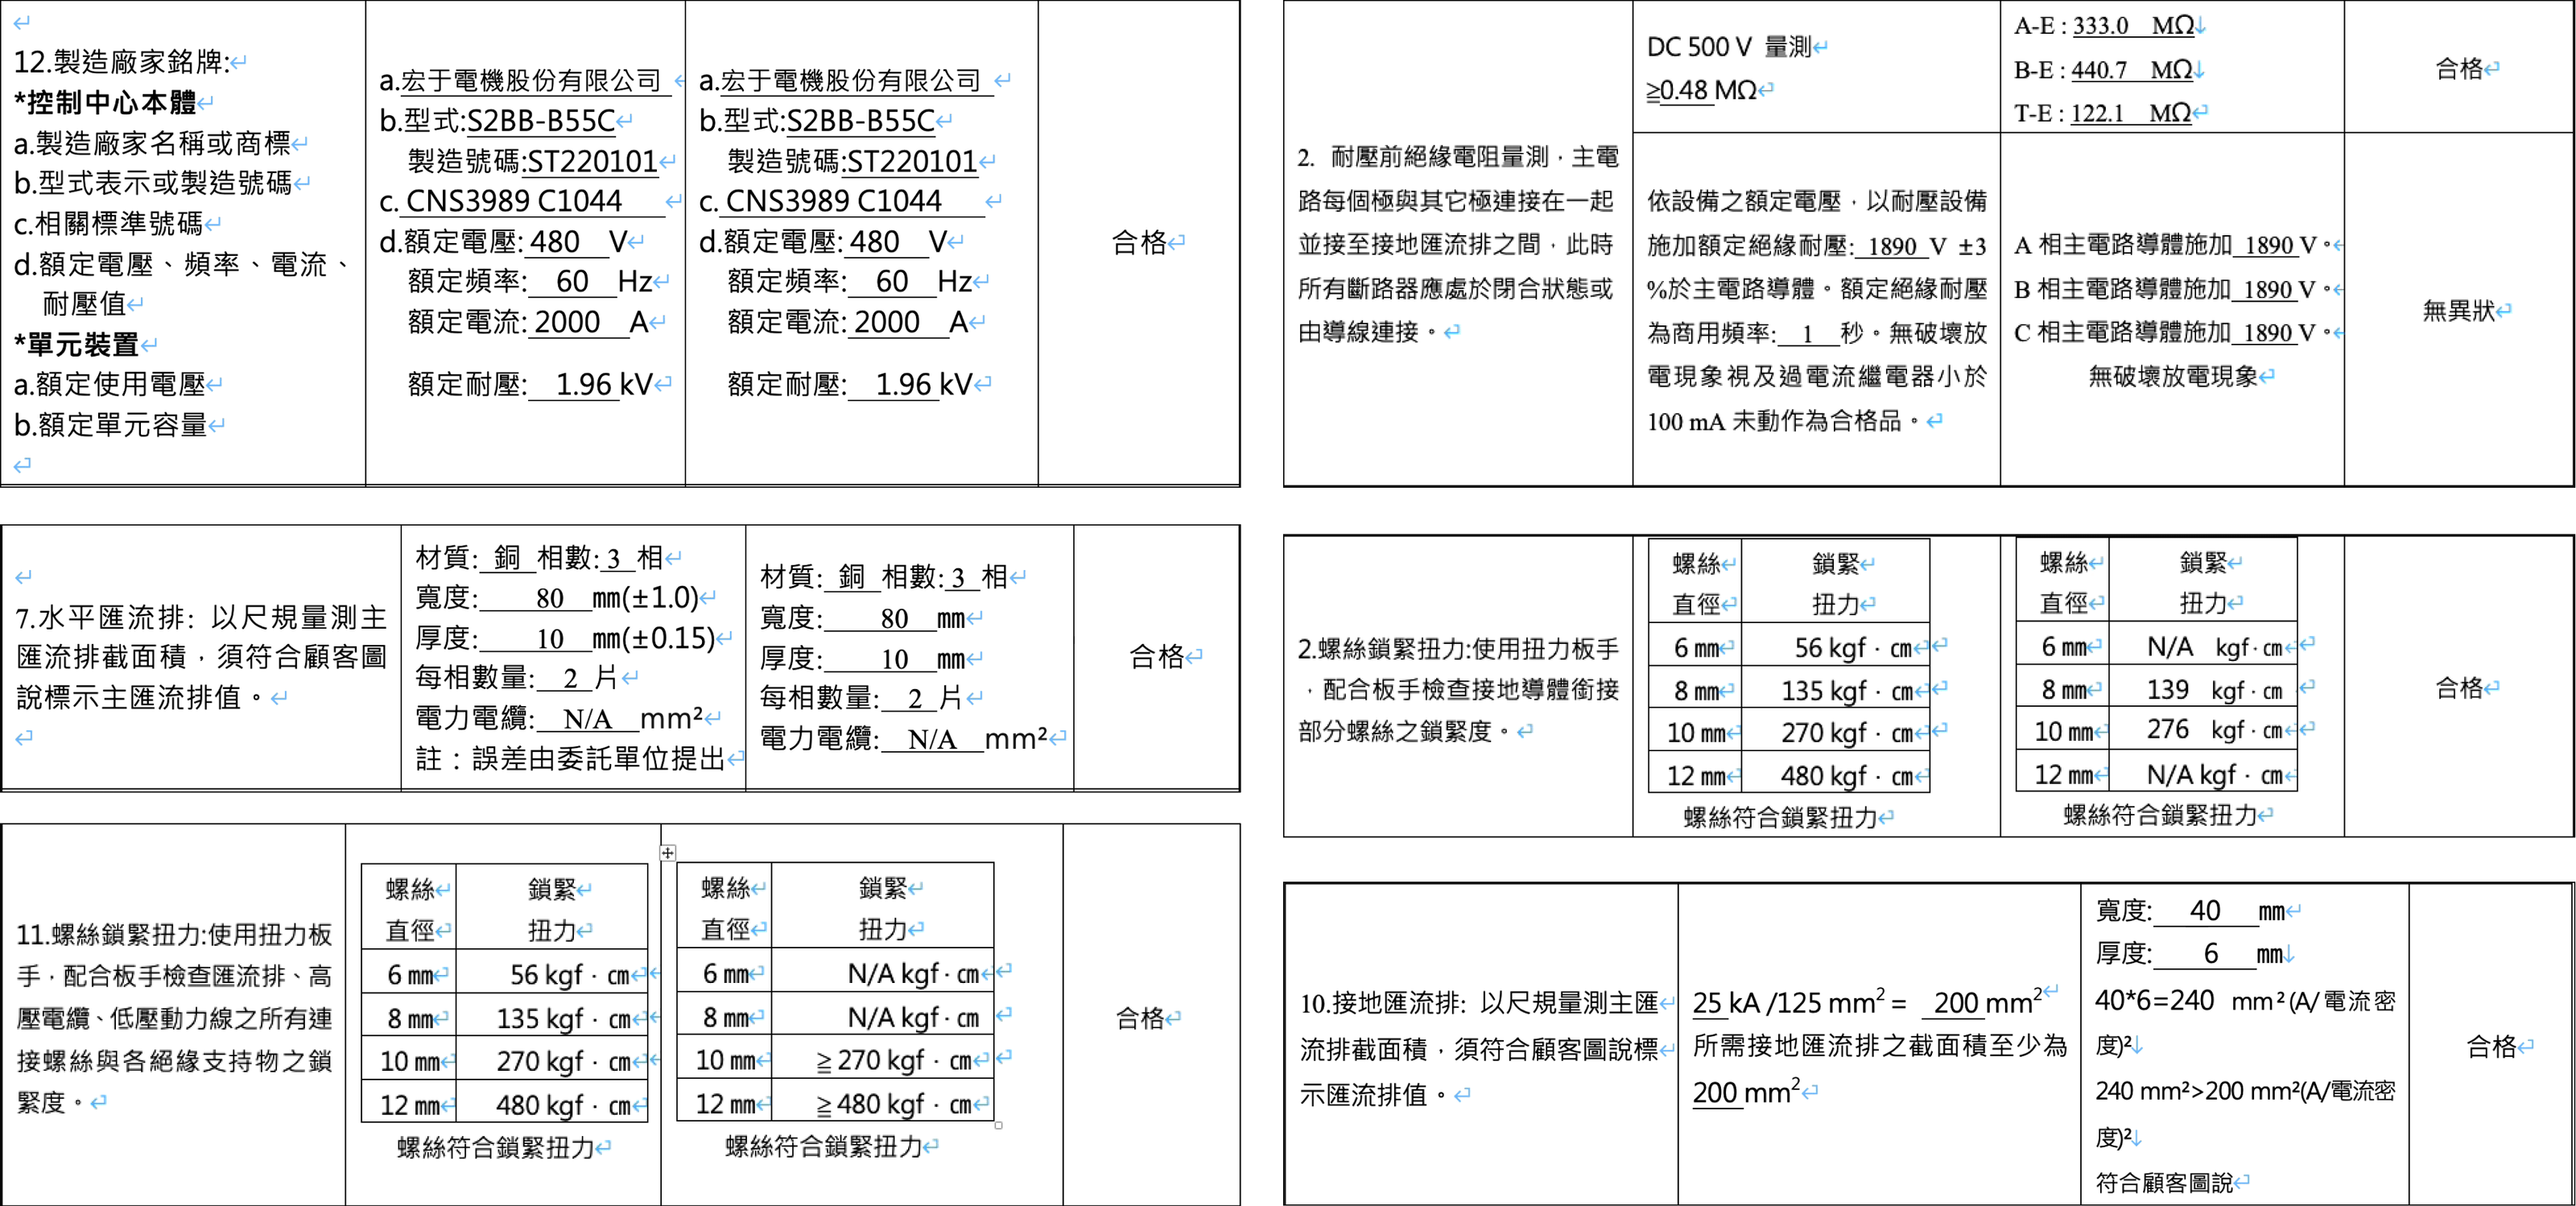 12.製造廠家銘牌:
*控制中心本體
a.製造廠家名稱或商標
b.型式表示或製造號碼
c.相關標準號碼
d.額定電壓、頻率、電流、
耐壓值
*單元裝置
a.額定使用電壓
b.額定單元容量
a.宏于電機股份有限公司
b.型式:S2BB-B55C
製造號碼:ST220101
c. CNS3989 C1044
d.額定電壓: 480 V
額定頻率: 60 Hz
額定電流: 2000 A
額定耐壓: 1.96 kV
a.宏于電機股份有限公司
b.型式:S2BB-B55C
製造號碼:ST220101
c. CNS3989 C1044
d.額定電壓: 480 V
額定頻率: 60 Hz
額定電流: 2000 A
額定耐壓: 1.96 kV
合格
7.水平匯流排: 以尺規量測主
匯流排截面積，須符合顧客圖
說標示主匯流排值。
材質: 銅 相數: 3 相
寬度: 80 mm(±1.0)
厚度: 10 mm(±0.15)
每相數量: 2 片
電力電纜: N/A mm²
註：誤差由委託單位提出
材質: 銅 相數: 3 相
寬度: 80 mm
厚度: 10 mm
每相數量: 2 片
電力電纜: N/A mm²
合格
11.螺絲鎖緊扭力:使用扭力板
手，配合板手檢查匯流排、高
壓電纜、低壓動力線之所有連
接螺絲與各絕緣支持物之鎖
緊度。
螺絲 鎖緊
直徑 扭力
6 mm 56 kgf · cm
8 mm 135 kgf · cm
10 mm 270 kgf · cm
12 mm 480 kgf · cm
螺絲符合鎖緊扭力
螺絲 鎖緊
直徑 扭力
6 mm N/A kgf · cm
8 mm N/A kgf · cm
10 mm ≧270 kgf · cm
12 mm ≧480 kgf · cm
螺絲符合鎖緊扭力
合格
2. 耐壓前絕緣電阻量測，主電
路每個極與其它極連接在一起
並接至接地匯流排之間，此時
所有斷路器應處於閉合狀態或
由導線連接。
DC 500 V 量測
≧0.48 MΩ
A-E : 333.0 MΩ
B-E : 440.7 MΩ
T-E : 122.1 MΩ
合格
依設備之額定電壓，以耐壓設備
施加額定絕緣耐壓: 1890 V ±3
%於主電路導體。額定絕緣耐壓
為商用頻率: 1 秒。無破壞放
電現象視及過電流繼電器小於
100 mA 未動作為合格品。
A 相主電路導體施加 1890 V。
B 相主電路導體施加 1890 V。
C 相主電路導體施加 1890 V。
無破壞放電現象
無異狀
2.螺絲鎖緊扭力:使用扭力板手
，配合板手檢查接地導體銜接
部分螺絲之鎖緊度。
螺絲 鎖緊
直徑 扭力
6 mm 56 kgf · cm
8 mm 135 kgf · cm
10 mm 270 kgf · cm
12 mm 480 kgf · cm
螺絲符合鎖緊扭力
螺絲 鎖緊
直徑 扭力
6 mm N/A kgf · cm
8 mm 139 kgf · cm
10 mm 276 kgf · cm
12 mm N/A kgf · cm
螺絲符合鎖緊扭力
合格
10.接地匯流排: 以尺規量測主匯
流排截面積，須符合顧客圖說標
示匯流排值。
25 kA /125 mm² = 200 mm²
所需接地匯流排之截面積至少為
200 mm²
寬度: 40 mm
厚度: 6 mm
40*6=240 mm²(A/電流密
度)²
240 mm²>200 mm²(A/電流密
度)²
符合顧客圖說
合格